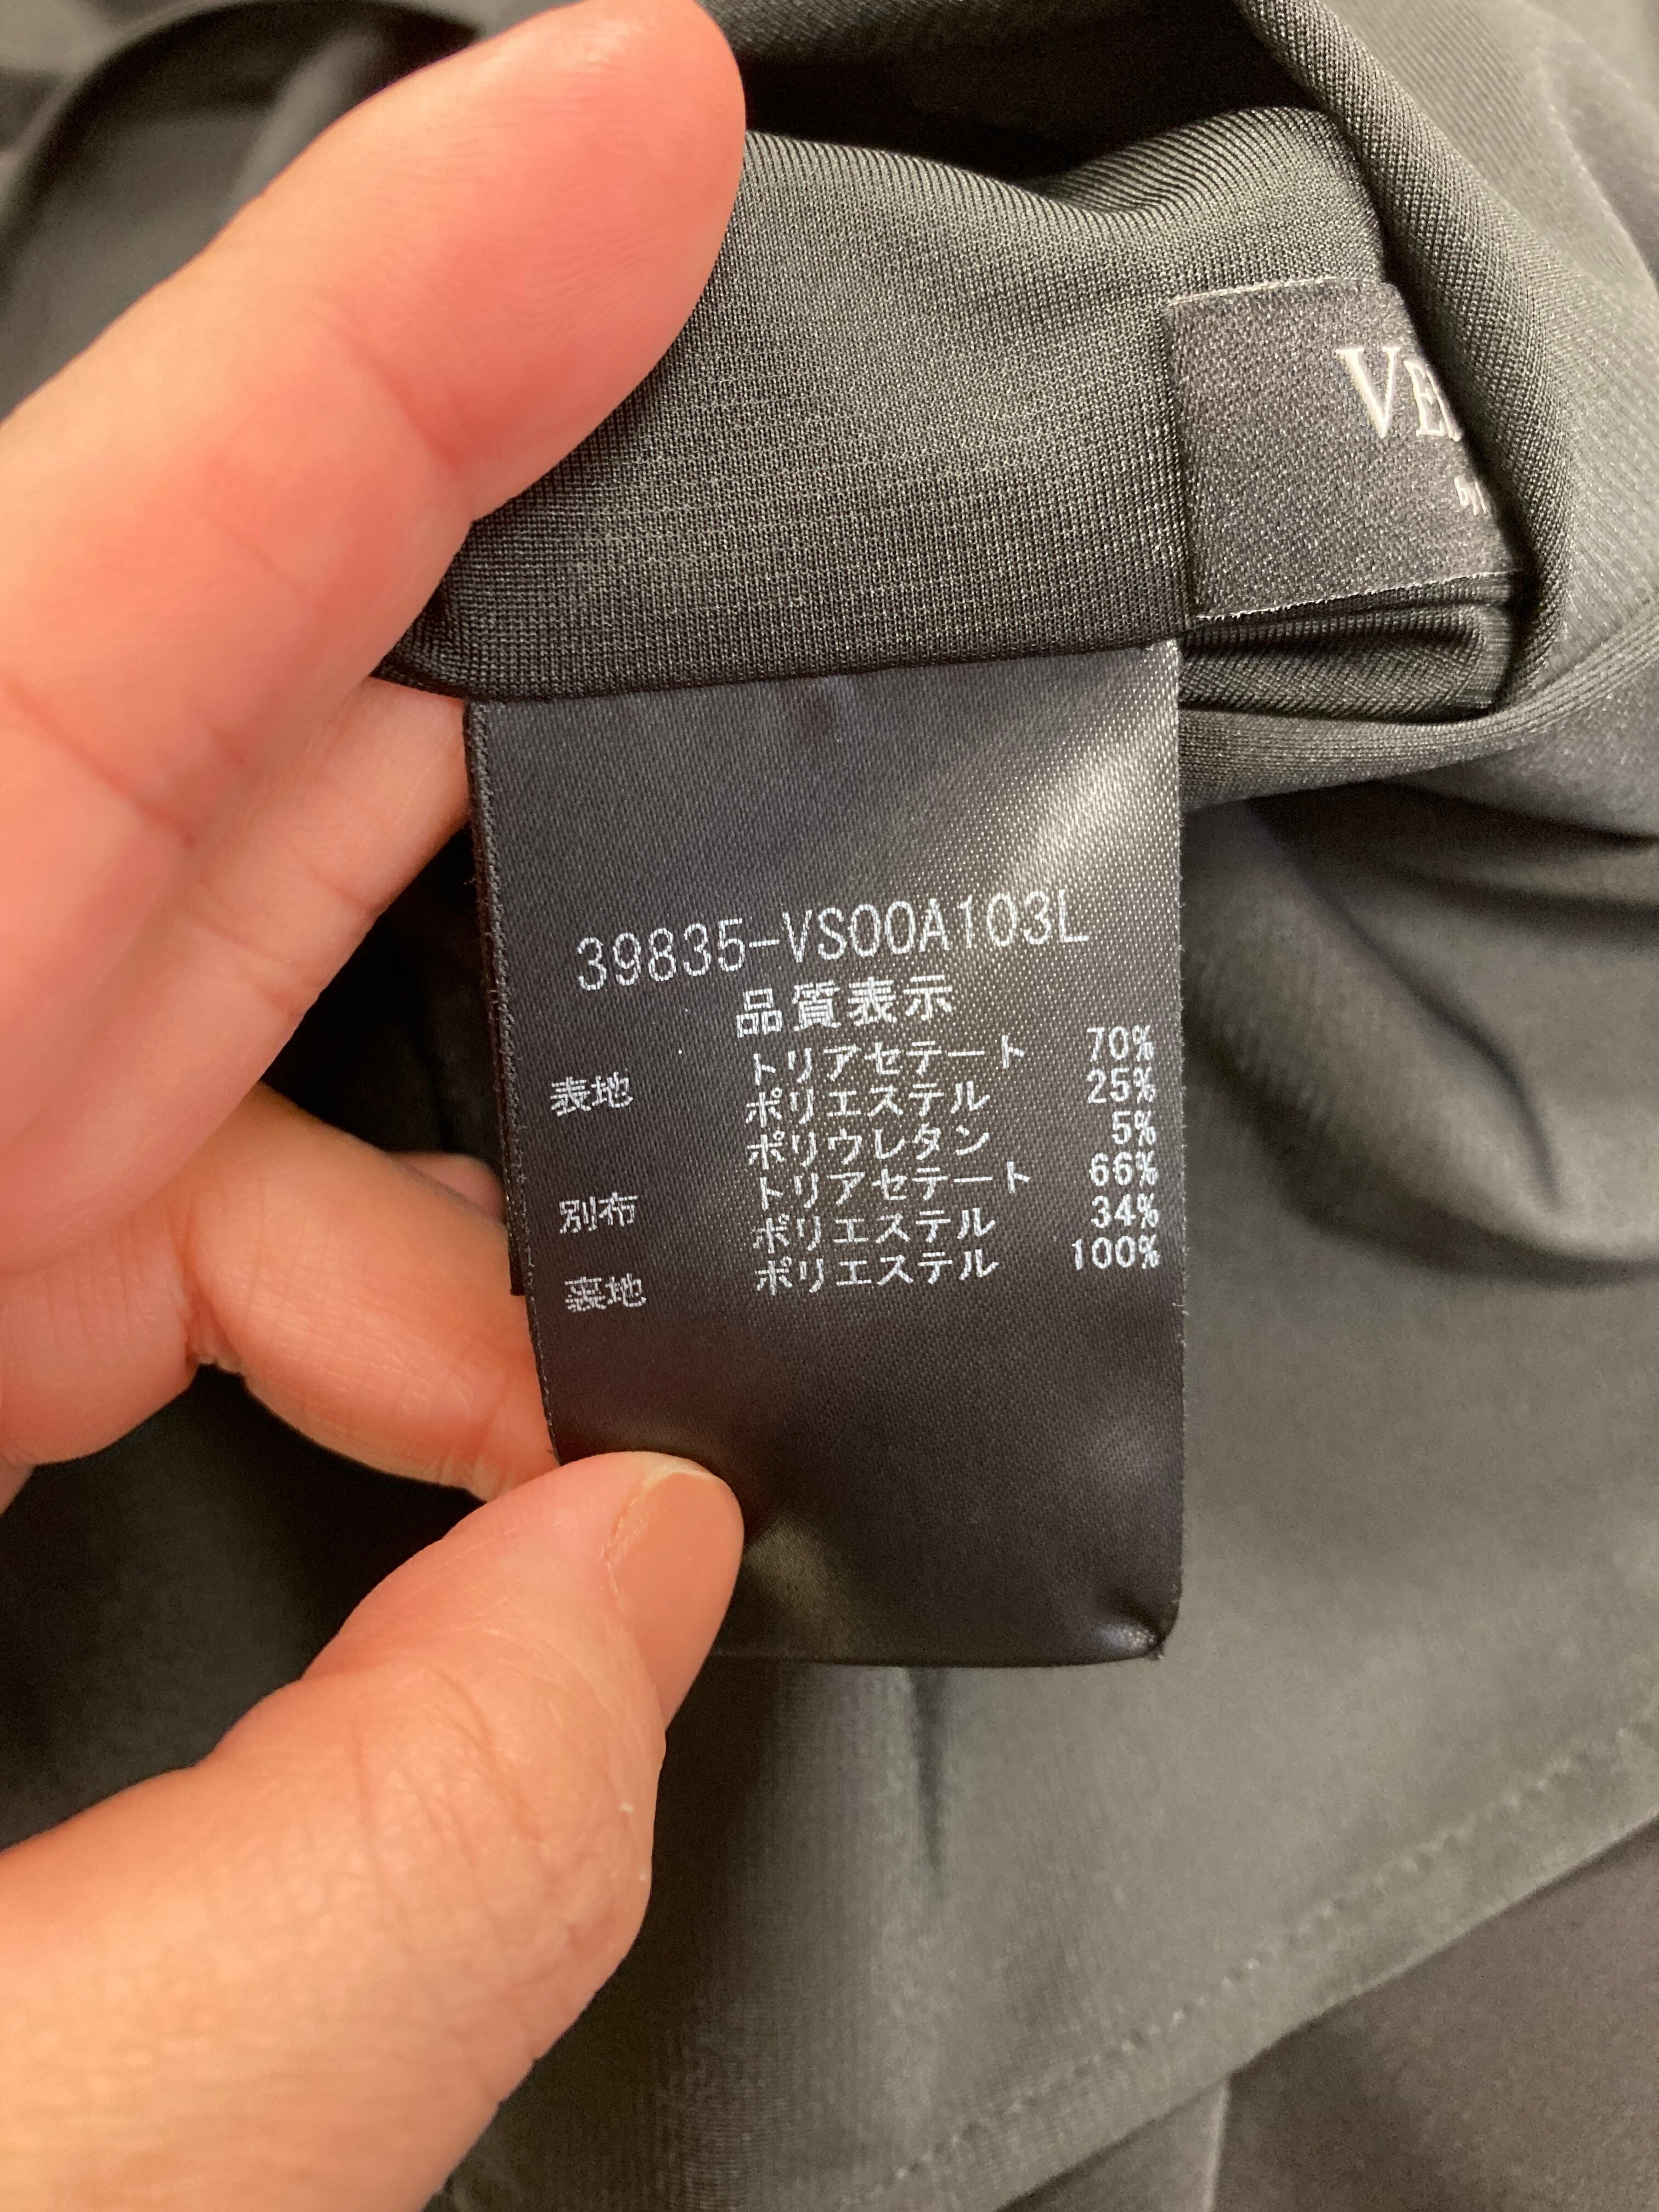 39835-VS00A103L
品質表示
表地 トリアセテート 70%
ポリエステル 25%
ポリウレタン 5%
別布 トリアセテート 66%
ポリエステル 34%
裏地 ポリエステル 100%